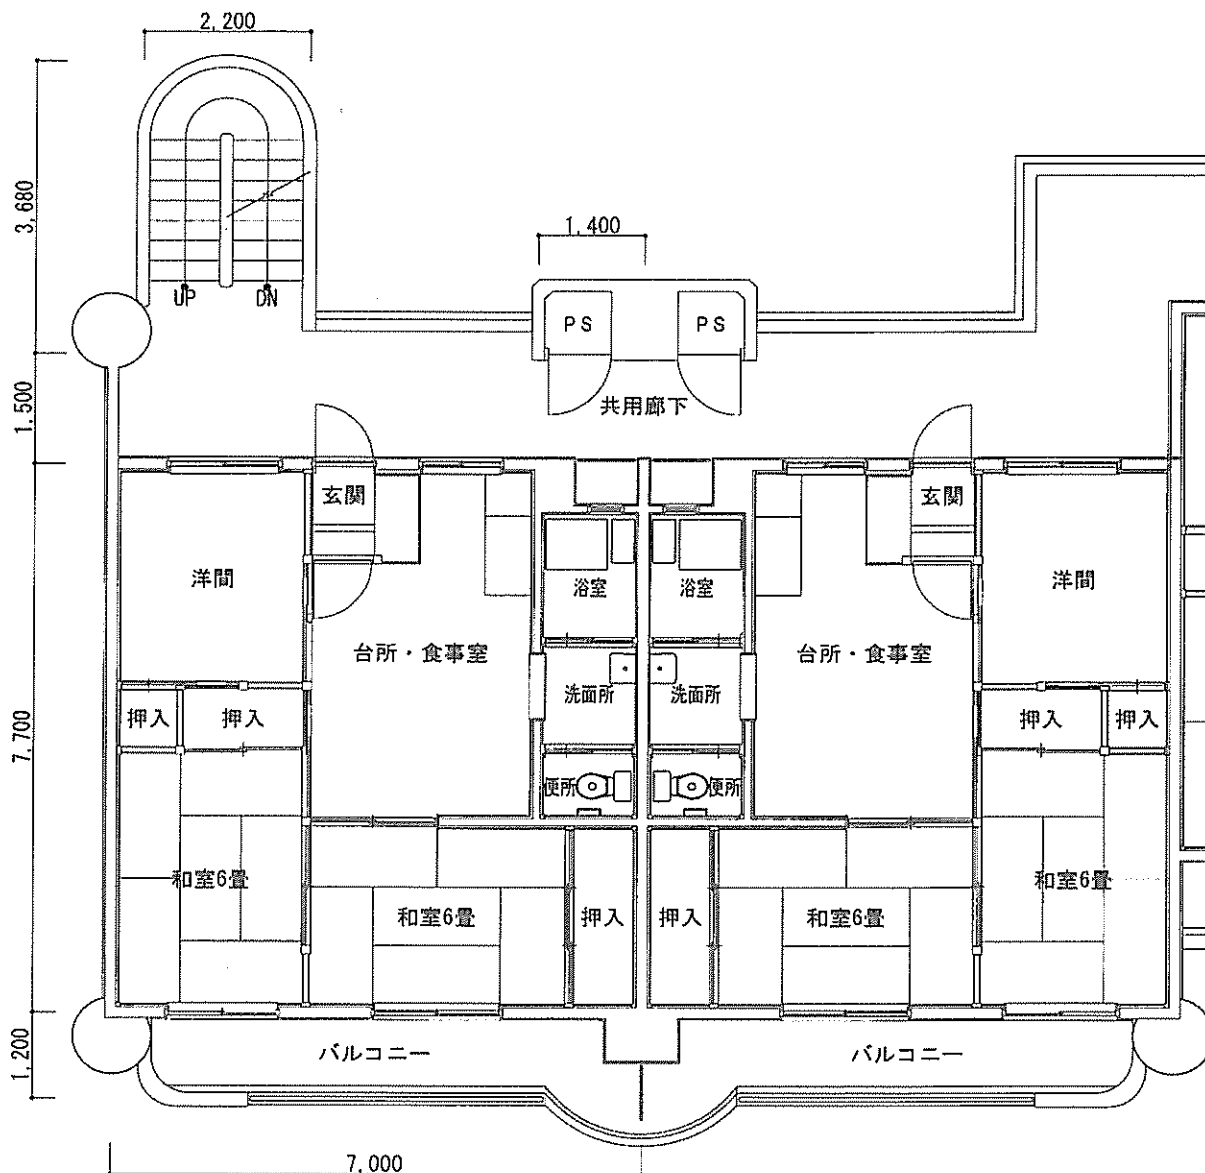 2,200
3,680
UP
DN
1,400
PS
PS
共用廊下
1,500
玄関
玄関
洋間
浴室
浴室
洋間
台所・食事室
台所・食事室
洗面所
洗面所
押入
押入
押入
押入
7,700
便所
便所
和室6畳
和室6畳
和室6畳
押入
押入
和室6畳
1,200
バルコニー
バルコニー
7,000